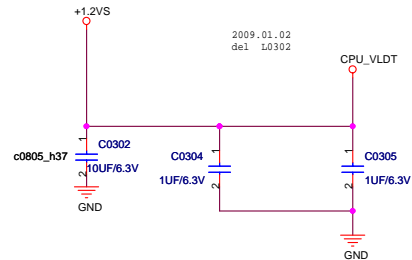 +1.2VS
2009.01.02
del L0302
CPU_VLDT
1
C0302
c0805_h37
10UF/6.3V
2
GND
1
C0304
1UF/6.3V
2
1
C0305
1UF/6.3V
2
GND